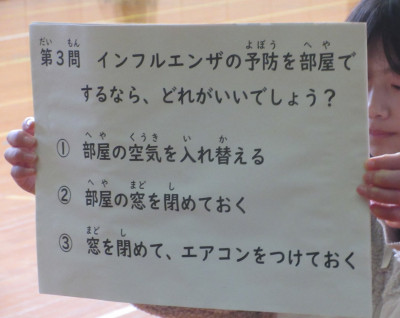 第3問 インフルエンザの予防を部屋で
するなら、どれがいいでしょう？
① 部屋の空気を入れ替える
② 部屋の窓を閉めておく
③ 窓を閉めて、エアコンをつけておく